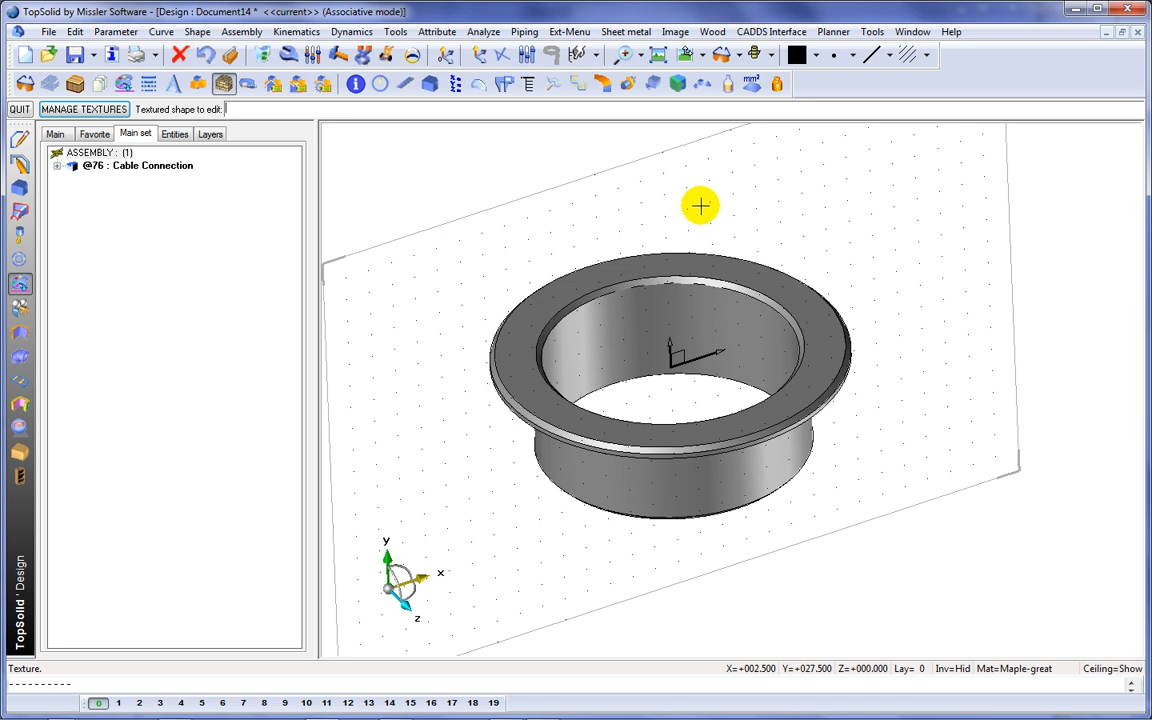 TopSolid by Missler Software - [Design : Document14 *  <<current>> (Associative mode)]
File Edit Parameter Curve Shape Assembly Kinematics Dynamics Tools Attribute Analyze Piping Ext-Menu Sheet metal Image Wood CADDS Interface Planner Tools Window Help
QUIT MANAGE TEXTURES Textured shape to edit:
Main Favorite Main set Entities Layers
ASSEMBLY : (1)
@76 : Cable Connection
y
x
z
TopSolid'Design
Texture. X=+002.500 Y=+027.500 Z=+000.000 Lay= 0 Inv=Hid Mat=Maple-great Ceiling=Show
----------
0 1 2 3 4 5 6 7 8 9 10 11 12 13 14 15 16 17 18 19